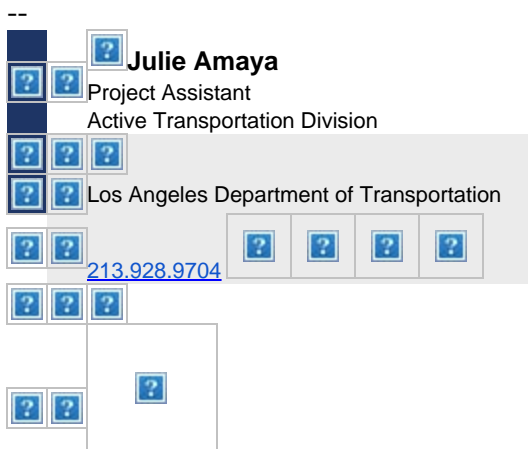 --
Julie Amaya
Project Assistant
Active Transportation Division
Los Angeles Department of Transportation
213.928.9704